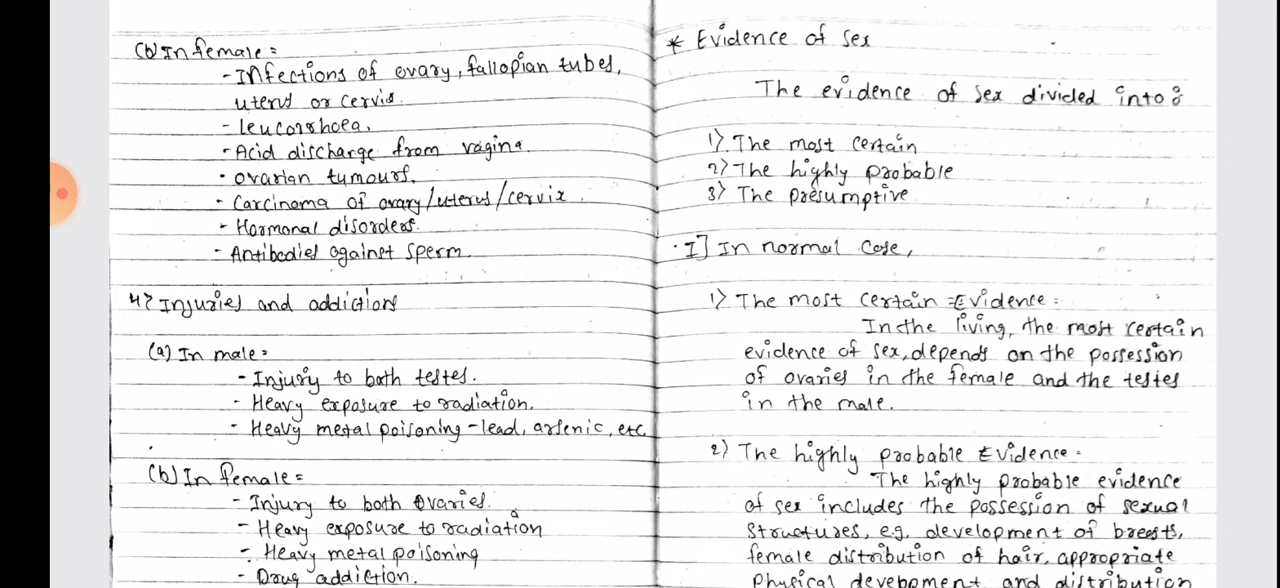 (b) In female =
- Infections of ovary, fallopian tubes,
uterus or cervix.
- Leucorrhoea.
- Acid discharge from vagina.
- Ovarian tumours.
- Carcinoma of ovary/uterus/cervix.
- Hormonal disorders.
- Antibodies against sperm.
4) Injuries and addictions
(a) In male =
- Injury to both testes.
- Heavy exposure to radiation.
- Heavy metal poisoning - lead, arsenic, etc
(b) In female =
- Injury to both ovaries.
- Heavy exposure to radiation
- Heavy metal poisoning
- Drug addiction.
* Evidence of sex
The evidence of sex divided into :
1) The most certain
2) The highly probable
3) The presumptive
I] In normal case,
1) The most certain Evidence =
In the living, the most certain
evidence of sex, depends on the possession
of ovaries in the female and the testes
in the male.
2) The highly probable Evidence =
The highly probable evidence
of sex includes the possession of sexual
structures, e.g. development of breasts,
female distribution of hair, appropriate
physical devepoment and distribution